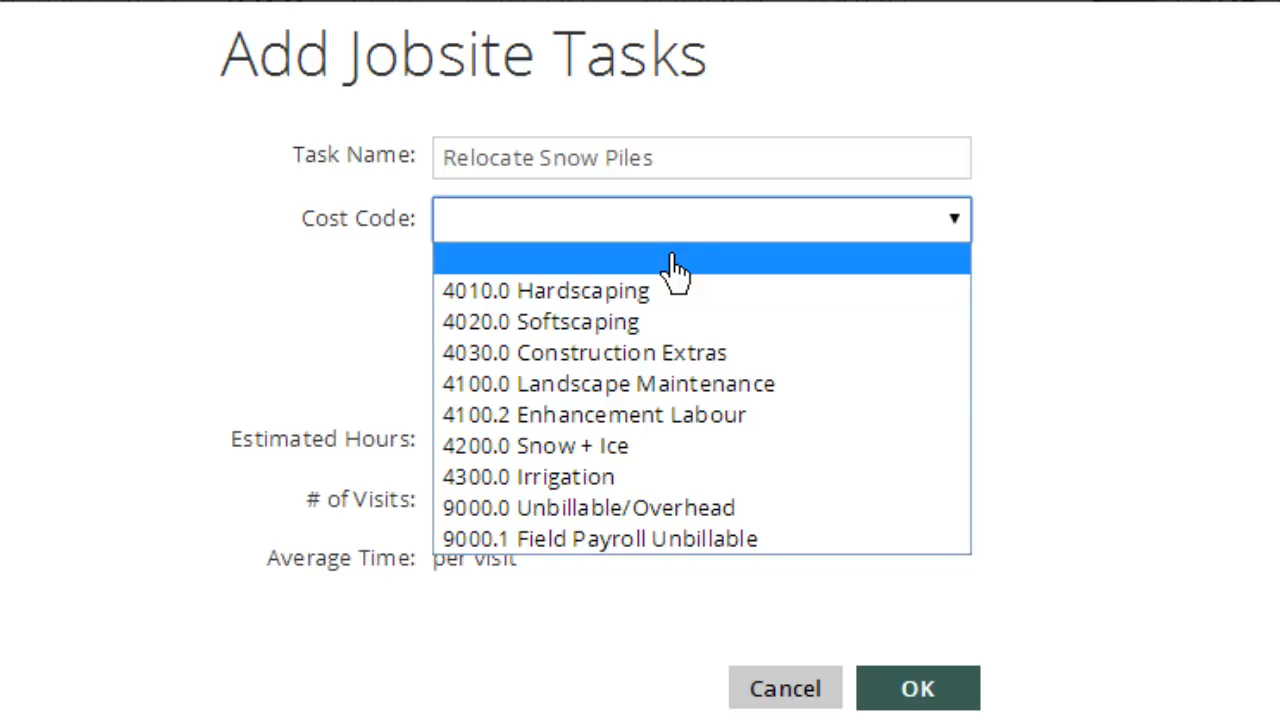 Add Jobsite Tasks
Task Name: Relocate Snow Piles
Cost Code:
4010.0 Hardscaping
4020.0 Softscaping
4030.0 Construction Extras
4100.0 Landscape Maintenance
4100.2 Enhancement Labour
Estimated Hours:
4200.0 Snow + Ice
4300.0 Irrigation
# of Visits:
9000.0 Unbillable/Overhead
9000.1 Field Payroll Unbillable
Average Time: per visit
Cancel OK